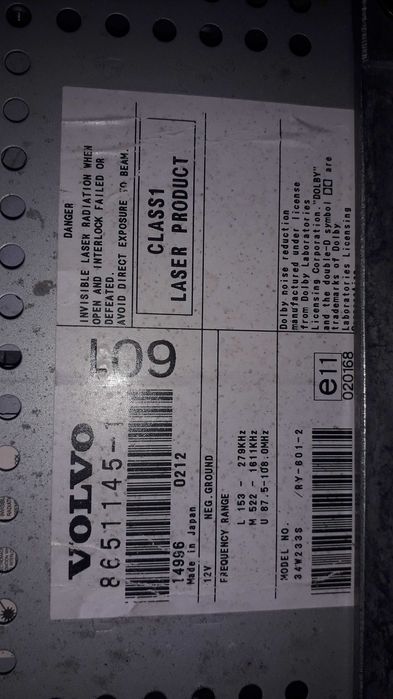 VOLVO
8651145-1
14996 0212
Made in Japan
12V NEG.GROUND
FREQUENCY RANGE
L 153 - 279KHz
M 522 - 1611KHz
U 87.5-108.0MHz
MODEL NO.
34W233S /RY-B01-2
109
e11
020168
DANGER
INVISIBLE LASER RADIATION WHEN
OPEN AND INTERLOCK FAILED OR
DEFEATED.
AVOID DIRECT EXPOSURE TO BEAM.
CLASS1
LASER PRODUCT
Dolby noise reduction
manufactured under license
from Dolby Laboratories
Licensing Corporation."DOLBY"
and the double-D symbol are
trademarks of Dolby
Laboratories Licensing